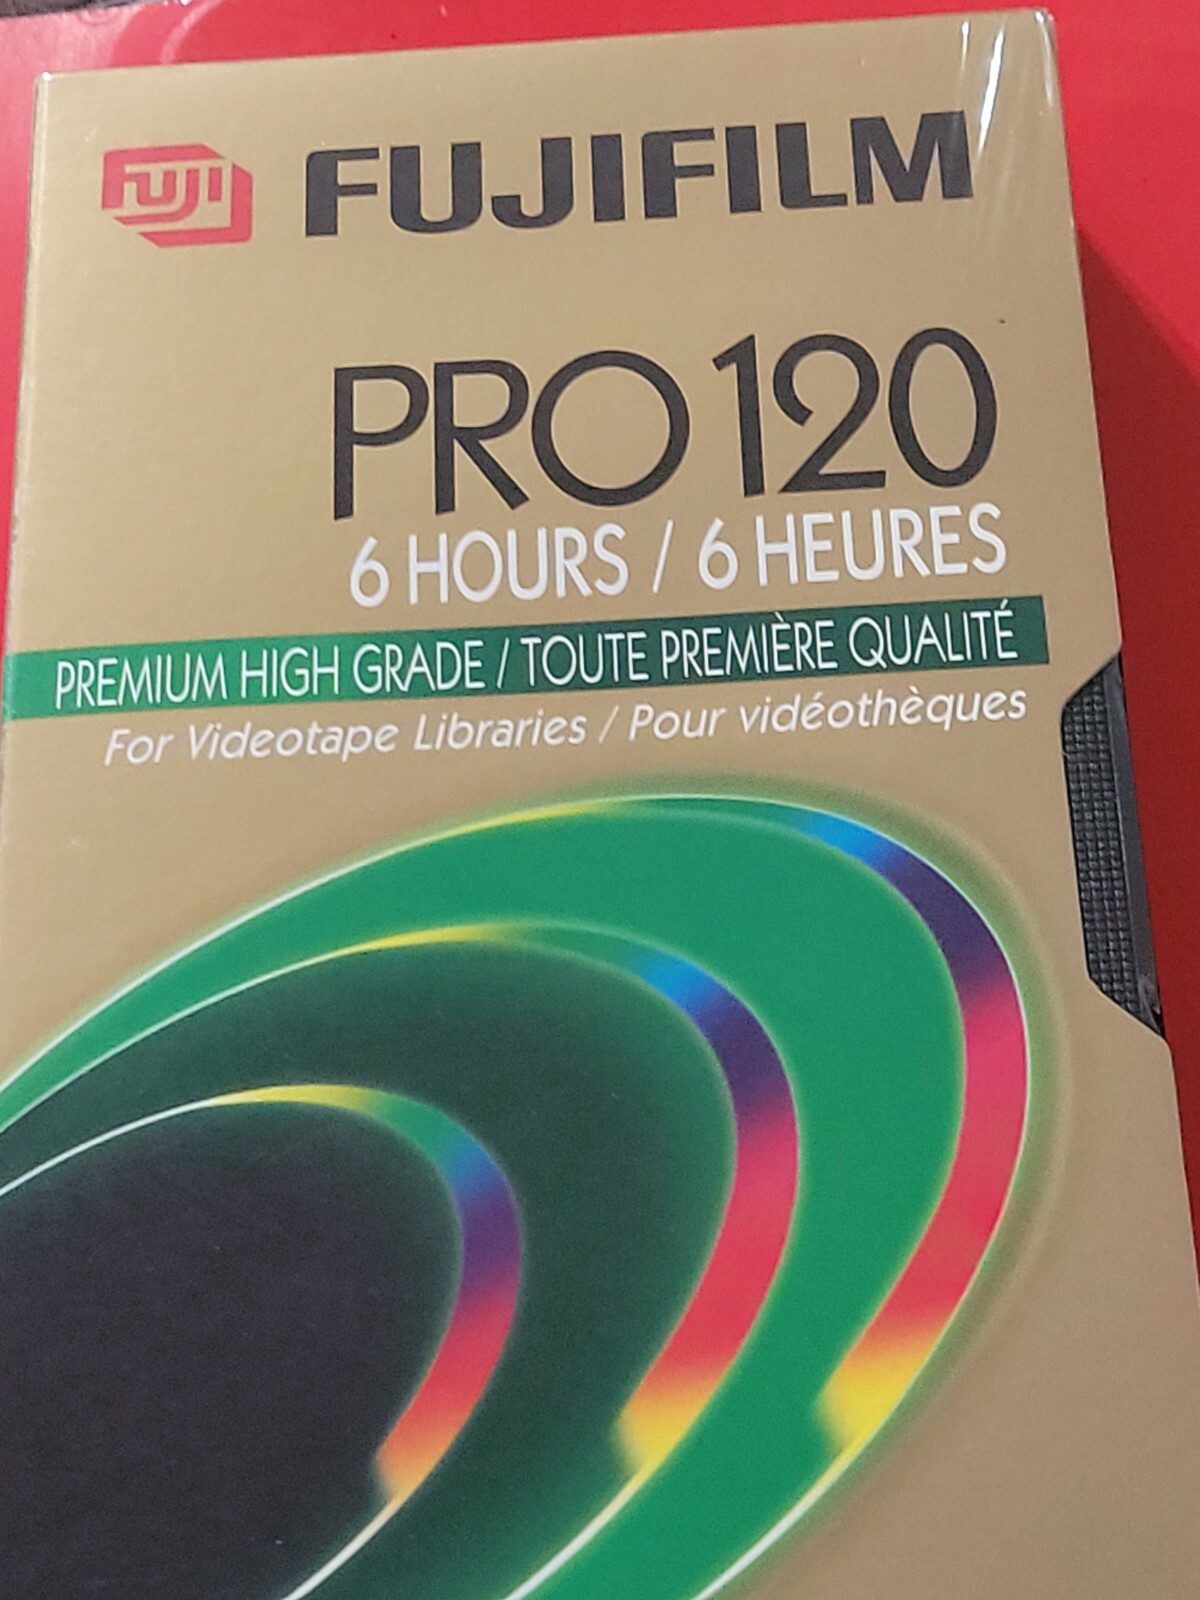 FUJI FUJIFILM
PRO 120
6 HOURS / 6 HEURES
PREMIUM HIGH GRADE / TOUTE PREMIÈRE QUALITÉ
For Videotape Libraries / Pour vidéothèques